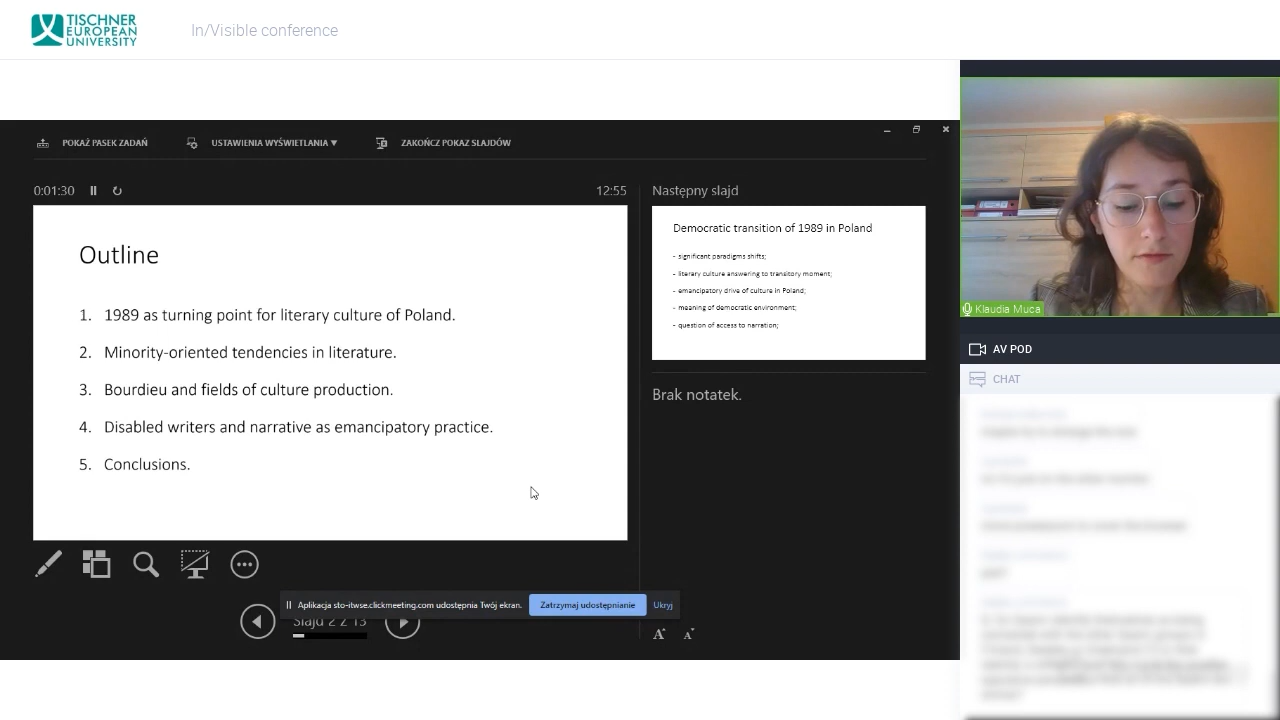 TISCHNER
EUROPEAN
UNIVERSITY
In/Visible conference
POKAŻ PASEK ZADAŃ
USTAWIENIA WYŚWIETLANIA ▼
ZAKOŃCZ POKAZ SLAJDÓW
0:01:30
12:55
Outline
1. 1989 as turning point for literary culture of Poland.
2. Minority-oriented tendencies in literature.
3. Bourdieu and fields of culture production.
4. Disabled writers and narrative as emancipatory practice.
5. Conclusions.
Następny slajd
Democratic transition of 1989 in Poland
- significant paradigms shifts;
- literary culture answering to transitory moment;
- emancipatory drive of culture in Poland;
- meaning of democratic environment;
- question of access to narration;
Brak notatek.
Aplikacja sto-itwse.clickmeeting.com udostępnia Twój ekran.
Zatrzymaj udostępnianie
Ukryj
Slajd 2 z 13
A A
Klaudia Muca
AV POD
CHAT